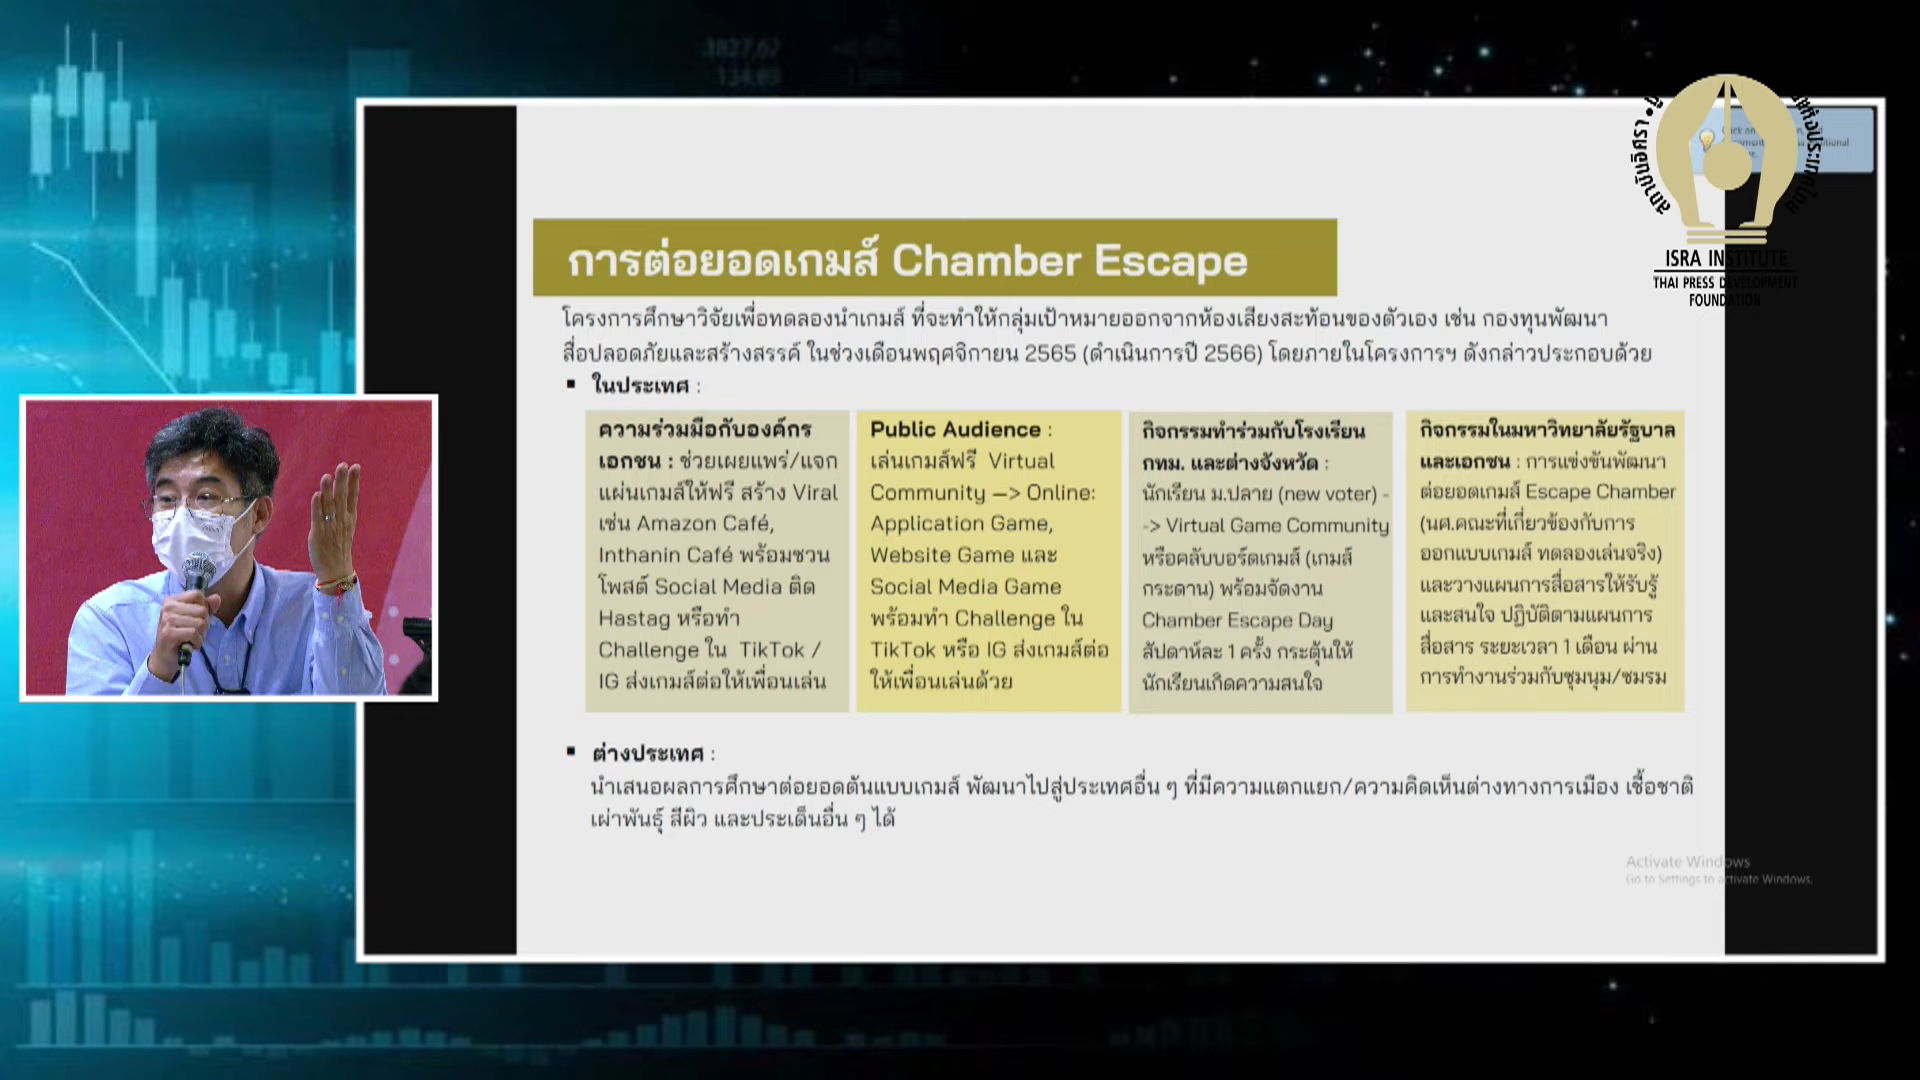 การต่อยอดเกมส์ Chamber Escape
โครงการศึกษาวิจัยเพื่อทดลองนำเกมส์ ที่จะทำให้กลุ่มเป้าหมายออกจากห้องเสียงสะท้อนของตัวเอง เช่น กองทุนพัฒนา
สื่อปลอดภัยและสร้างสรรค์ ในช่วงเดือนพฤศจิกายน 2565 (ดำเนินการปี 2566) โดยภายในโครงการฯ ดังกล่าวประกอบด้วย
▪ ในประเทศ :
ความร่วมมือกับองค์กร
เอกชน : ช่วยเผยแพร่/แจก
แผ่นเกมส์ให้ฟรี สร้าง Viral
เช่น Amazon Café,
Inthanin Café พร้อมชวน
โพสต์ Social Media ติด
Hastag หรือทำ
Challenge ใน TikTok /
IG ส่งเกมส์ต่อให้เพื่อนเล่น
Public Audience :
เล่นเกมส์ฟรี Virtual
Community —> Online:
Application Game,
Website Game และ
Social Media Game
พร้อมทำ Challenge ใน
TikTok หรือ IG ส่งเกมส์ต่อ
ให้เพื่อนเล่นด้วย
กิจกรรมทำร่วมกับโรงเรียน
กทม. และต่างจังหวัด :
นักเรียน ม.ปลาย (new voter) -
-> Virtual Game Community
หรือคลับบอร์ดเกมส์ (เกมส์
กระดาน) พร้อมจัดงาน
Chamber Escape Day
สัปดาห์ละ 1 ครั้ง กระตุ้นให้
นักเรียนเกิดความสนใจ
กิจกรรมในมหาวิทยาลัยรัฐบาล
และเอกชน : การแข่งขันพัฒนา
ต่อยอดเกมส์ Escape Chamber
(นศ.คณะที่เกี่ยวข้องกับการ
ออกแบบเกมส์ ทดลองเล่นจริง)
และวางแผนการสื่อสารให้รับรู้
และสนใจ ปฏิบัติตามแผนการ
สื่อสาร ระยะเวลา 1 เดือน ผ่าน
การทำงานร่วมกับชุมนุม/ชมรม
▪ ต่างประเทศ :
นำเสนอผลการศึกษาต่อยอดต้นแบบเกมส์ พัฒนาไปสู่ประเทศอื่น ๆ ที่มีความแตกแยก/ความคิดเห็นต่างทางการเมือง เชื้อชาติ
เผ่าพันธุ์ สีผิว และประเด็นอื่น ๆ ได้
สถาบันอิศรา
ISRA INSTITUTE
THAI PRESS DEVELOPMENT
FOUNDATION
Activate Windows
Go to Settings to activate Windows.